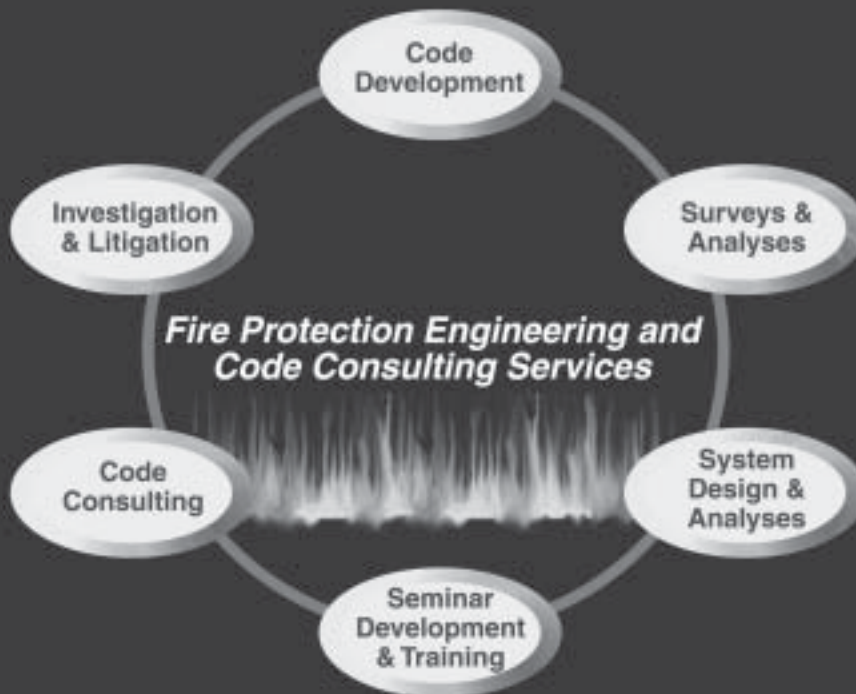 Code
Development
Investigation
& Litigation
Surveys &
Analyses
Fire Protection Engineering and
Code Consulting Services
Code
Consulting
System
Design &
Analyses
Seminar
Development
& Training